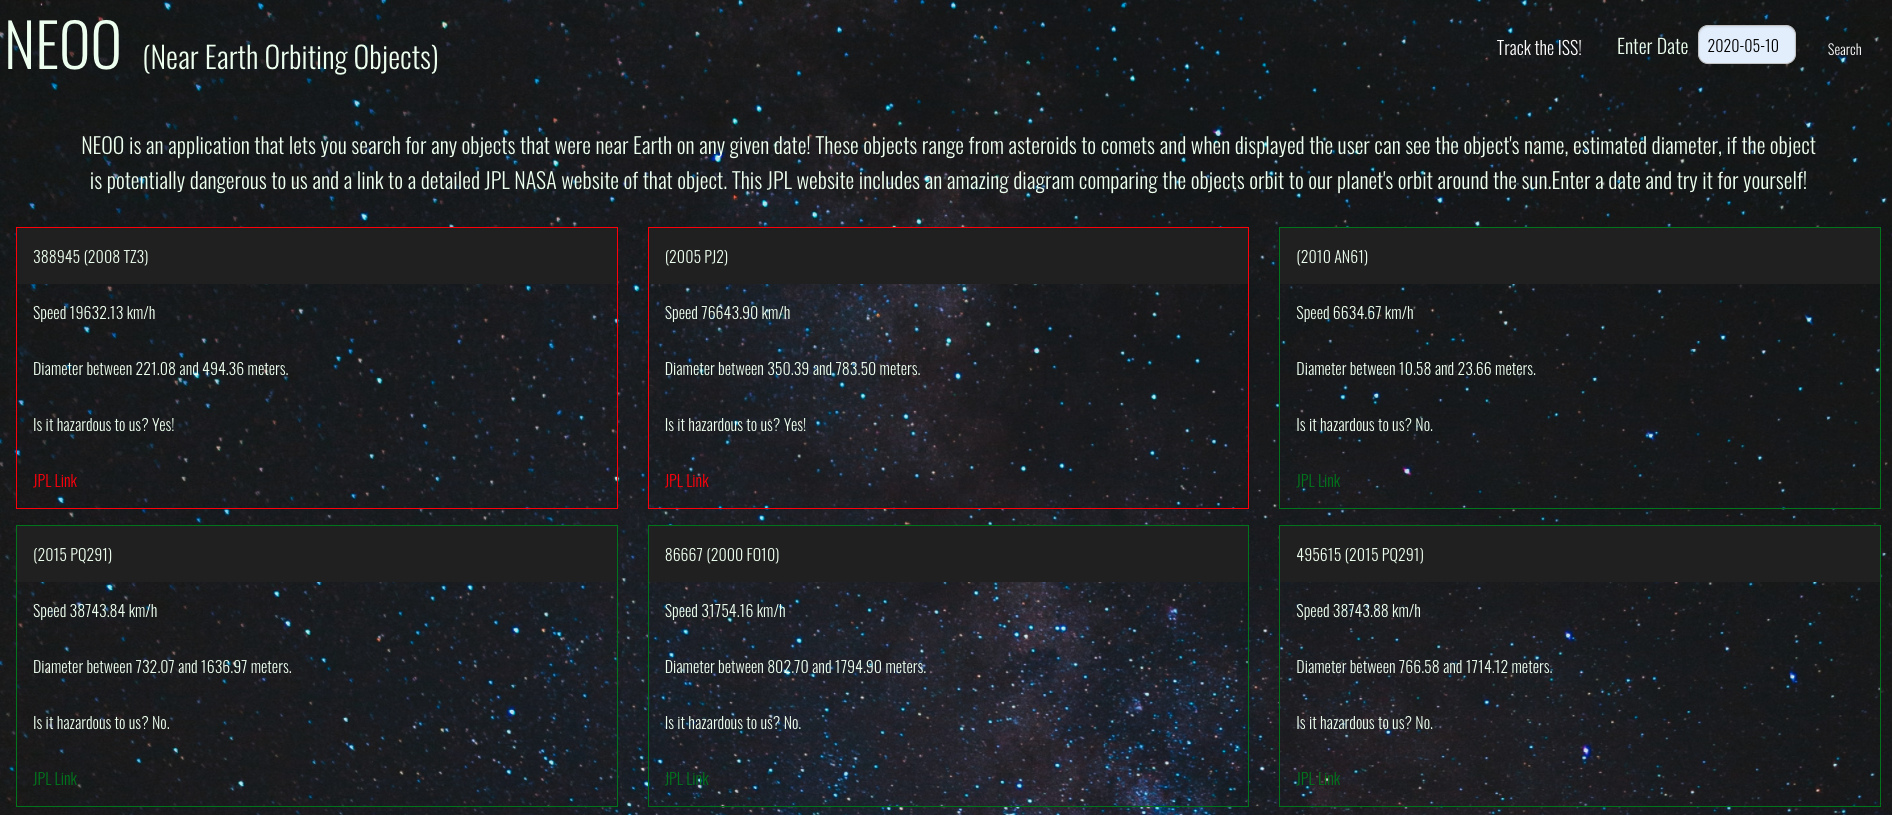 NEOO (Near Earth Orbiting Objects)
Track the ISS! Enter Date 2020-05-10 Search
NEOO is an application that lets you search for any objects that were near Earth on any given date! These objects range from asteroids to comets and when displayed the user can see the object's name, estimated diameter, if the object
is potentially dangerous to us and a link to a detailed JPL NASA website of that object. This JPL website includes an amazing diagram comparing the objects orbit to our planet's orbit around the sun.Enter a date and try it for yourself!
388945 (2008 TZ3)
Speed 19632.13 km/h
Diameter between 221.08 and 494.36 meters.
Is it hazardous to us? Yes!
JPL Link
(2005 PJ2)
Speed 76643.90 km/h
Diameter between 350.39 and 783.50 meters.
Is it hazardous to us? Yes!
JPL Link
(2010 AN61)
Speed 6634.67 km/h
Diameter between 10.58 and 23.66 meters.
Is it hazardous to us? No.
JPL Link
(2015 PQ291)
Speed 38743.84 km/h
Diameter between 732.07 and 1636.97 meters.
Is it hazardous to us? No.
JPL Link
86667 (2000 FO10)
Speed 31754.16 km/h
Diameter between 802.70 and 1794.90 meters.
Is it hazardous to us? No.
JPL Link
495615 (2015 PQ291)
Speed 38743.88 km/h
Diameter between 766.58 and 1714.12 meters.
Is it hazardous to us? No.
JPL Link